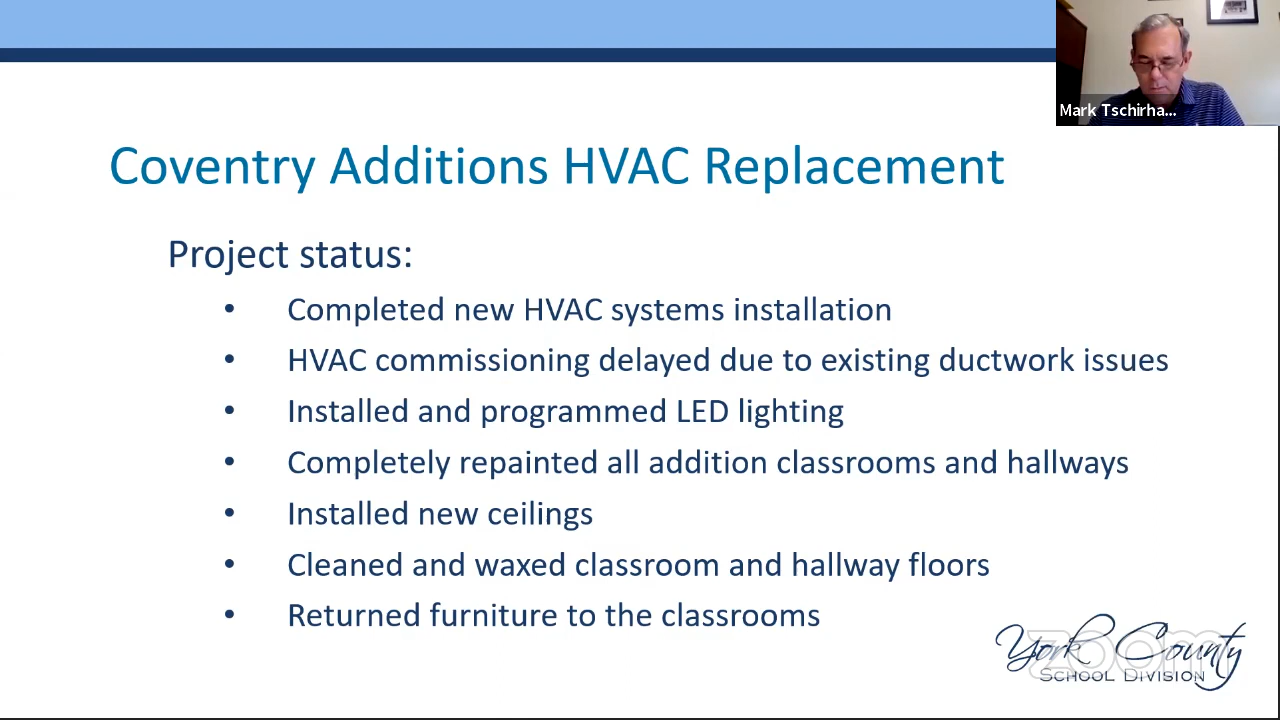 Mark Tschirha...
Coventry Additions HVAC Replacement
Project status:
• Completed new HVAC systems installation
• HVAC commissioning delayed due to existing ductwork issues
• Installed and programmed LED lighting
• Completely repainted all addition classrooms and hallways
• Installed new ceilings
• Cleaned and waxed classroom and hallway floors
• Returned furniture to the classrooms
York County
zoom
SCHOOL DIVISION